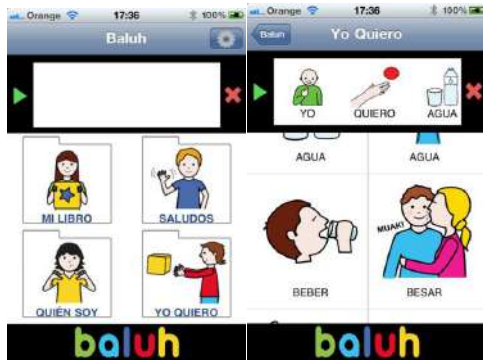 Orange 17:36 100%
Baluh
MI LIBRO SALUDOS
QUIÉN SOY YO QUIERO
baluh
Orange 17:36 100%
Baluh Yo Quiero
YO QUIERO AGUA
AGUA AGUA
MUAK!
BEBER BESAR
baluh